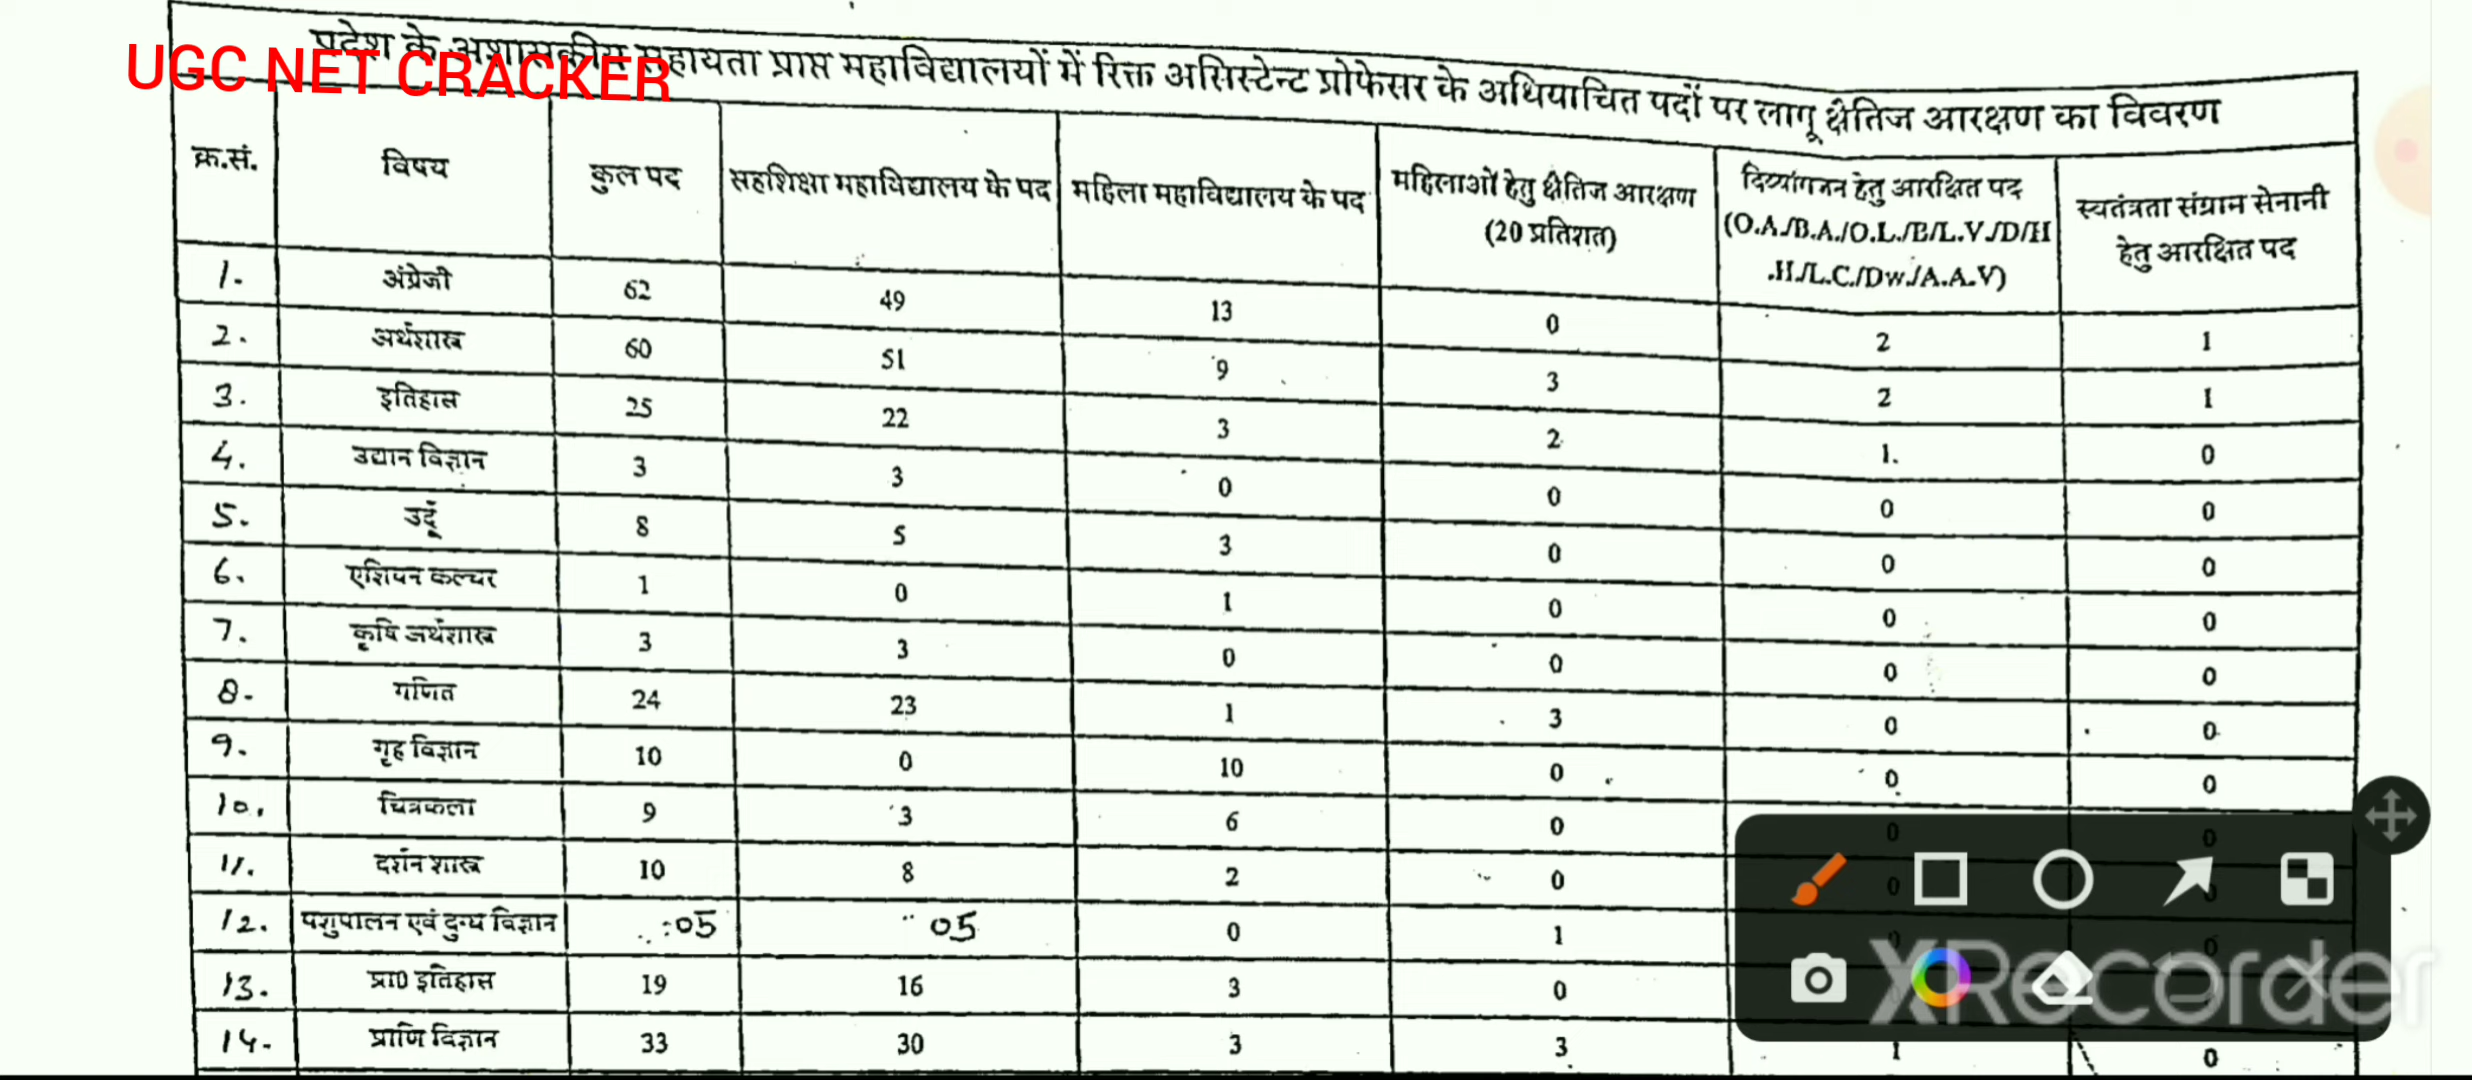 प्रदेश के अशासकीय सहायता प्राप्त महाविद्यालयों में रिक्त असिस्टेन्ट प्रोफेसर के अधियाचित पदों पर लागू क्षैतिज आरक्षण का विवरण
UGC NET CRACKER
क्र.सं. विषय कुल पद सहशिक्षा महाविद्यालय के पद महिला महाविद्यालय के पद महिलाओं हेतु क्षैतिज आरक्षण (20 प्रतिशत) दिव्यांगजन हेतु आरक्षित पद (O.A./B.A./O.L./B/L.V./D/H.H./L.C./Dw./A.A.V) स्वतंत्रता संग्राम सेनानी हेतु आरक्षित पद
1. अंग्रेजी 62 49 13 0 2 1
2. अर्थशास्त्र 60 51 9 3 2 1
3. इतिहास 25 22 3 2 1. 0
4. उद्यान विज्ञान 3 3 0 0 0 0
5. उर्दू 8 5 3 0 0 0
6. एशियन कल्चर 1 0 1 0 0 0
7. कृषि अर्थशास्त्र 3 3 0 0 0 0
8. गणित 24 23 1 3 0 0
9. गृह विज्ञान 10 0 10 0 0 0
10. चित्रकला 9 3 6 0 0 0
11. दर्शन शास्त्र 10 8 2 0 0
12. पशुपालन एवं दुग्ध विज्ञान 05 05 0 1
13. प्रा0 इतिहास 19 16 3 0
14. प्राणि विज्ञान 33 30 3 3 1 0
XRecorder